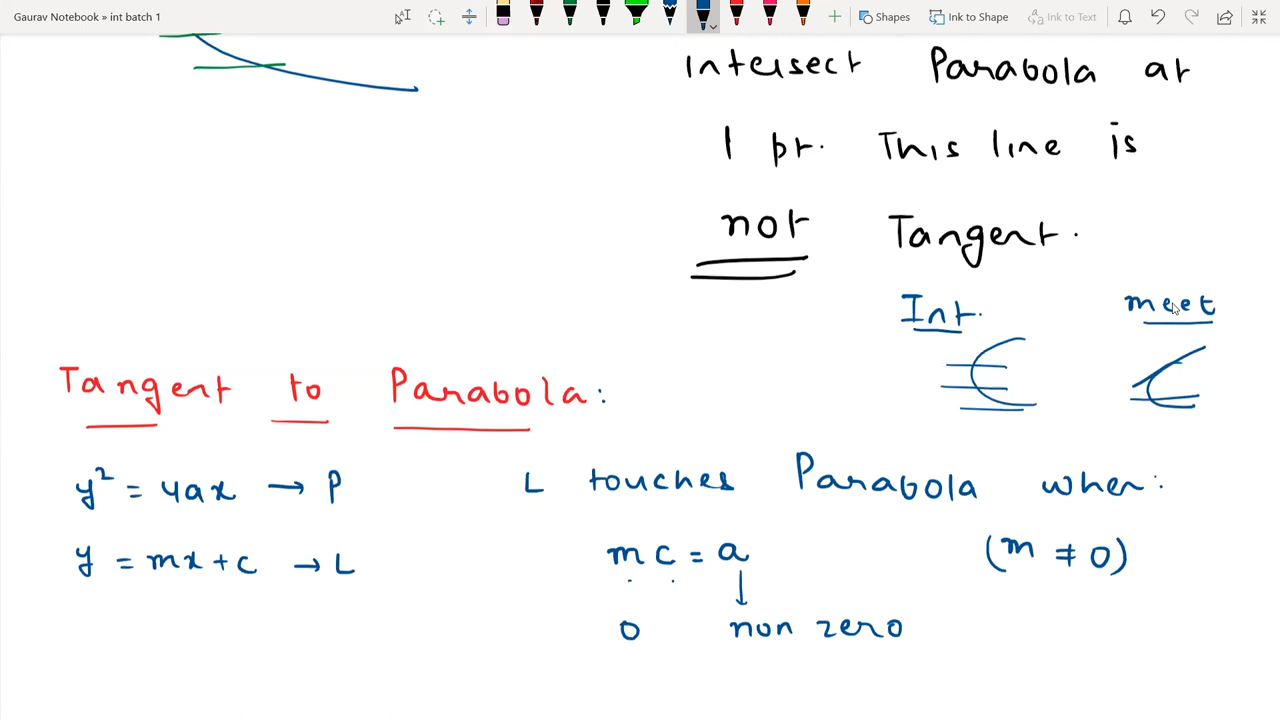 Gaurav Notebook » int batch 1
Shapes Ink to Shape Ink to Text
Intersect Parabola at
1 pt. This line is
not Tangent.
Int. meet
Tangent to Parabola:
y² = 4ax → P L touches Parabola when:
y = mx + c → L mc = a (m ≠ 0)
0 non zero